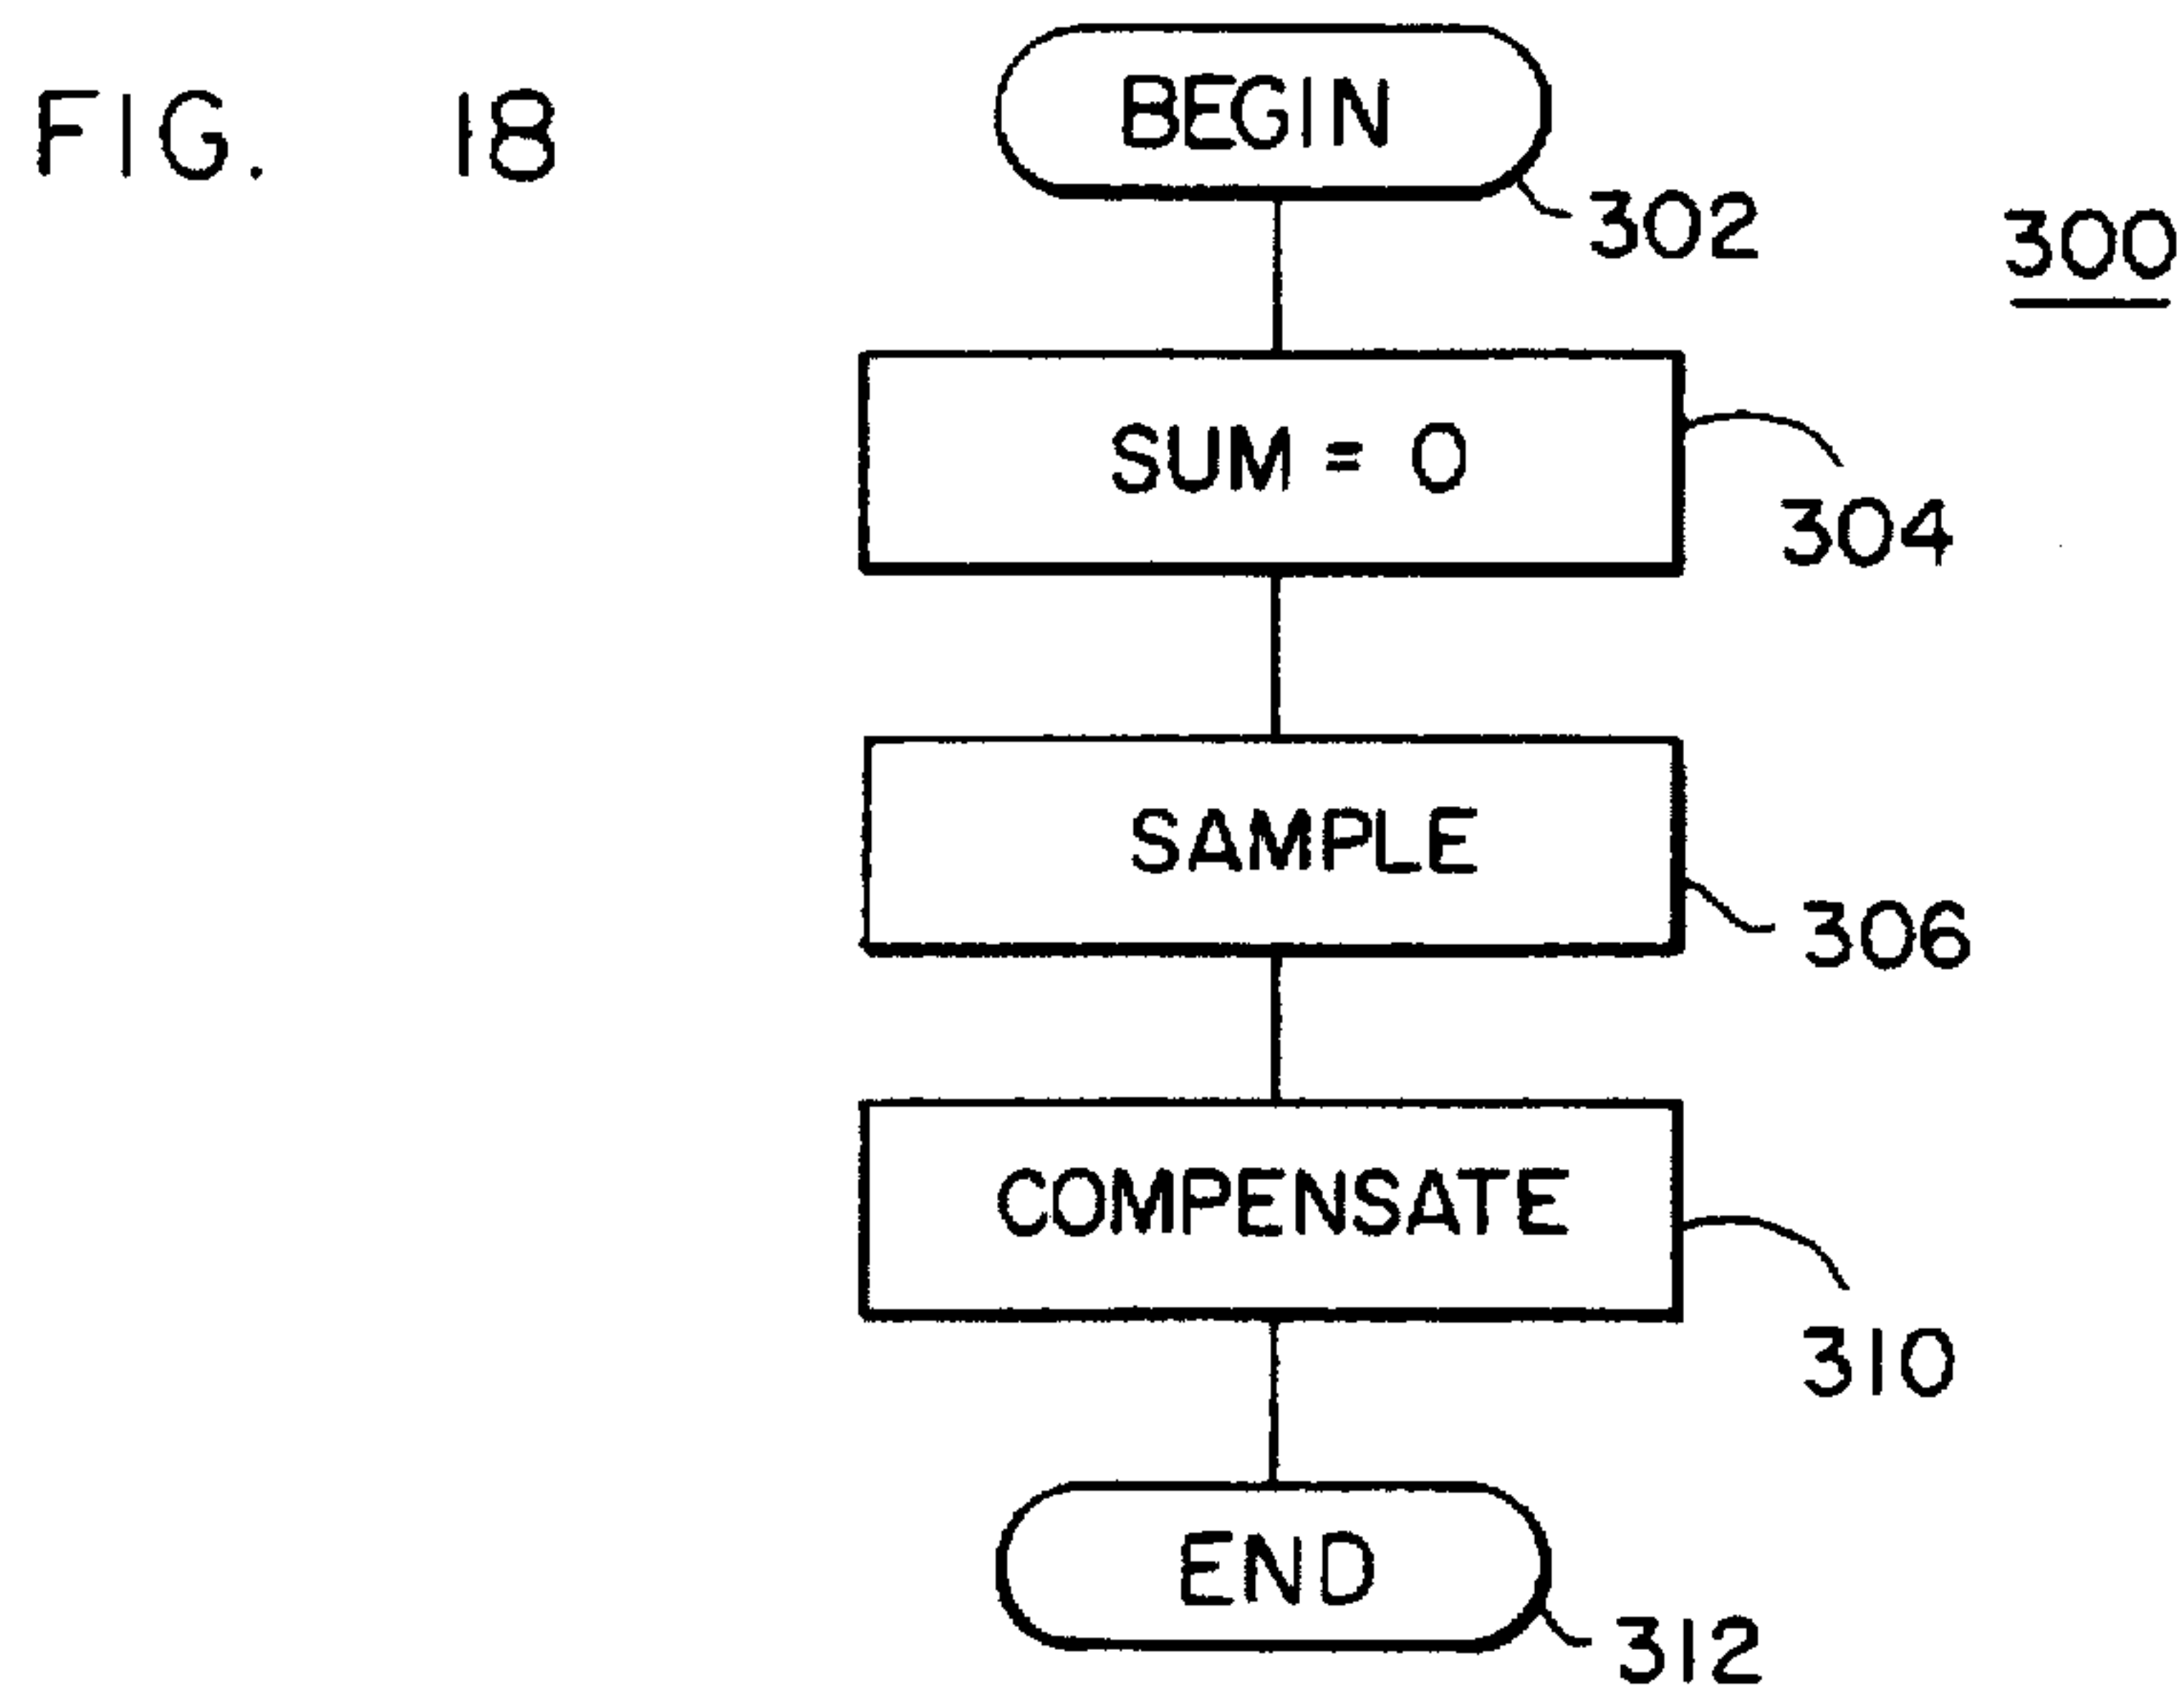 FIG. 18
BEGIN
302
300
SUM = 0
304
SAMPLE
306
COMPENSATE
310
END
312